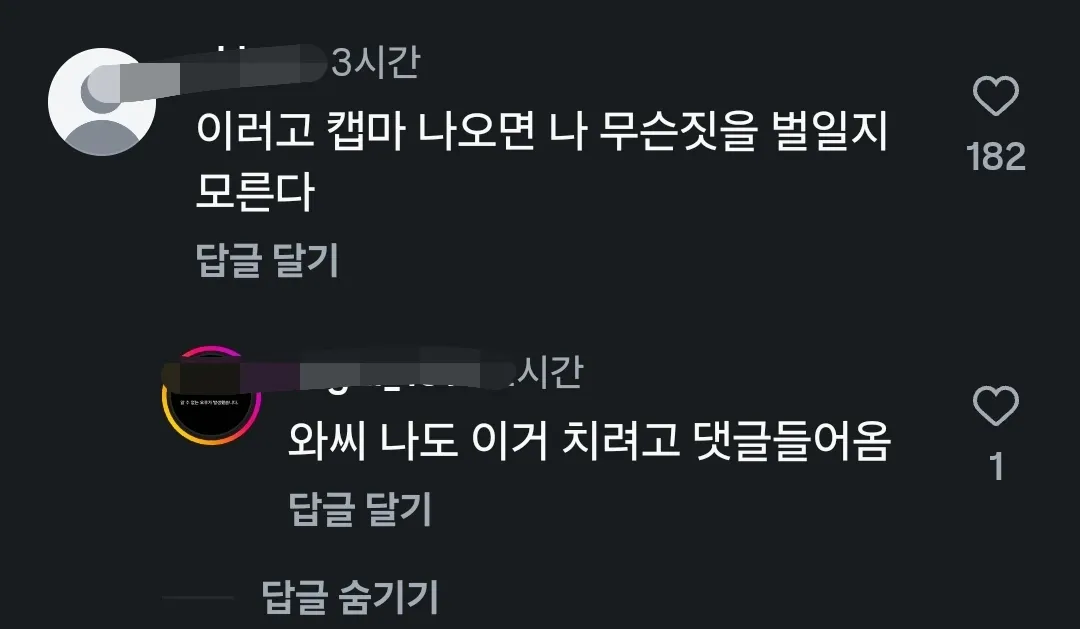 3시간
이러고 캡마 나오면 나 무슨짓을 벌일지
모른다
182
답글 달기
시간
와씨 나도 이거 치려고 댓글들어옴
1
답글 달기
답글 숨기기